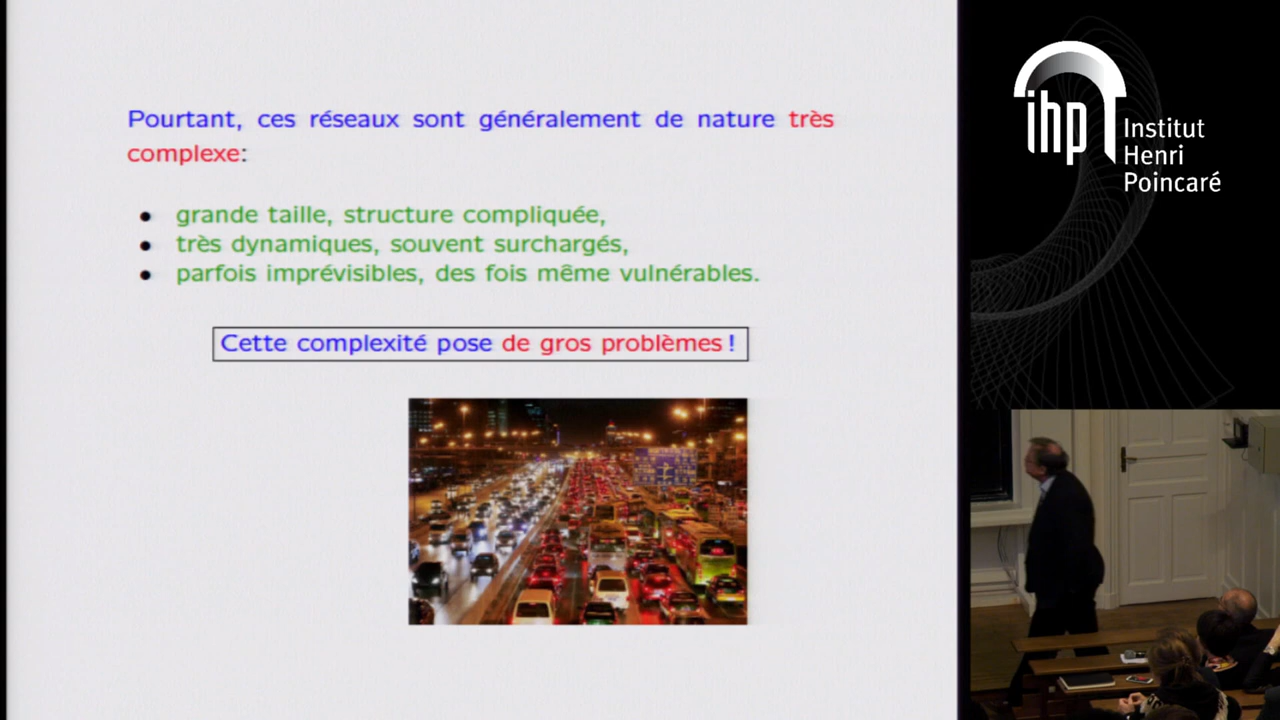 Pourtant, ces réseaux sont généralement de nature très
complexe:
• grande taille, structure compliquée,
• très dynamiques, souvent surchargés,
• parfois imprévisibles, des fois même vulnérables.
Cette complexité pose de gros problèmes !
ihp
Institut
Henri
Poincaré